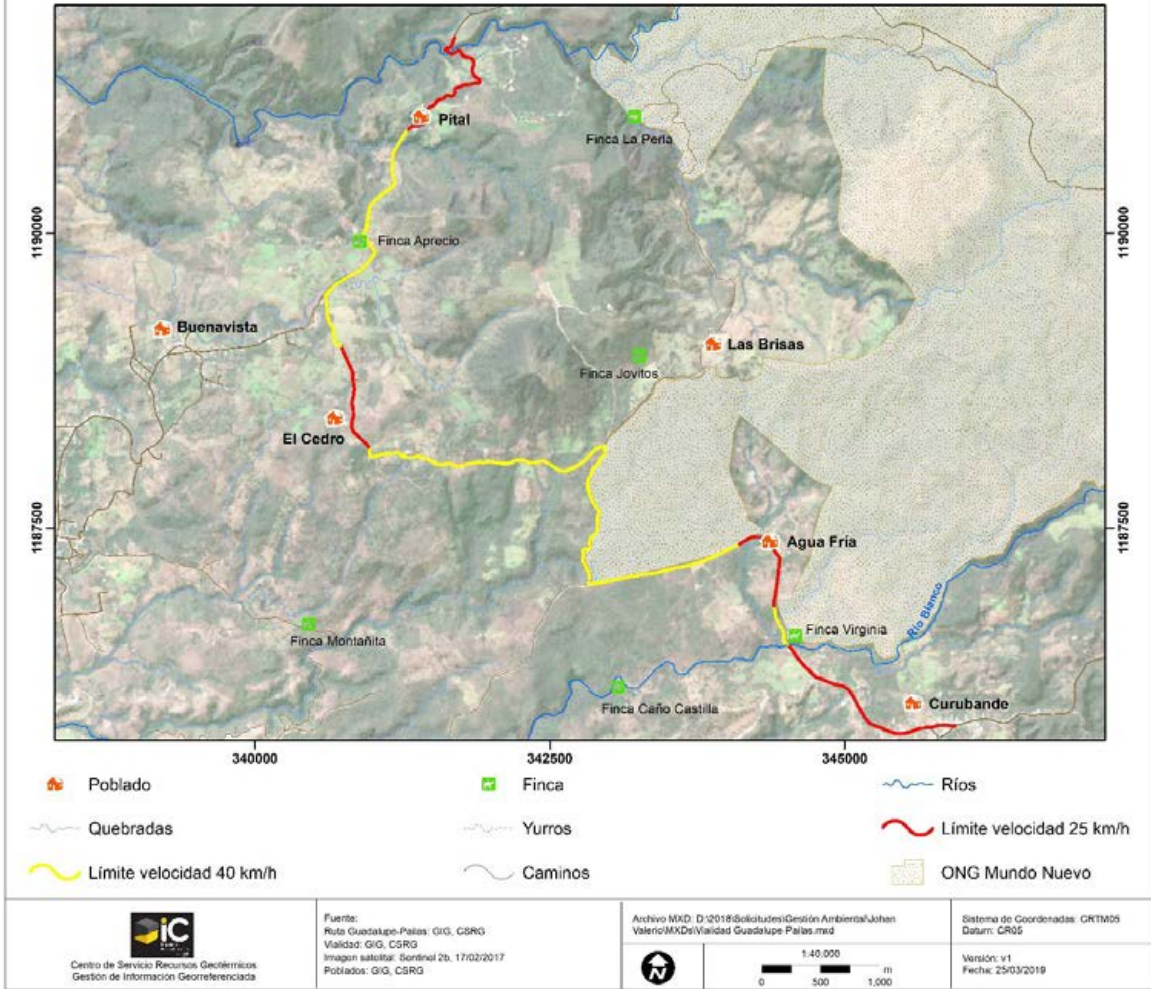 Pital
Finca La Perla
1190000
1190000
Finca Aprecio
Buenavista
Las Brisas
Finca Jovitos
El Cedro
1187500
1187500
Agua Fría
Río Blanco
Finca Montañita
Finca Virginia
Finca Caño Castilla
Curubande
340000
342500
345000
Poblado
Finca
Ríos
Quebradas
Yurros
Límite velocidad 25 km/h
Límite velocidad 40 km/h
Caminos
ONG Mundo Nuevo
iC
Centro de Servicio Recursos Geotérmicos
Gestión de Información Georreferenciada
Fuente:
Ruta Guadalupe-Pailas: GIG, CSRG
Vialidad: GIG, CSRG
Imagen satelital: Sentinel 2b, 17/02/2017
Poblados: GIG, CSRG
Archivo MXD: D:\2018\Solicitudes\Gestión Ambiental\Johan
Valerio\MXDs\Vialidad Guadalupe Pailas.mxd
N
1:40,000
m
0 500 1,000
Sistema de Coordenadas: CRTM05
Datum: CR05
Versión: v1
Fecha: 25/03/2019